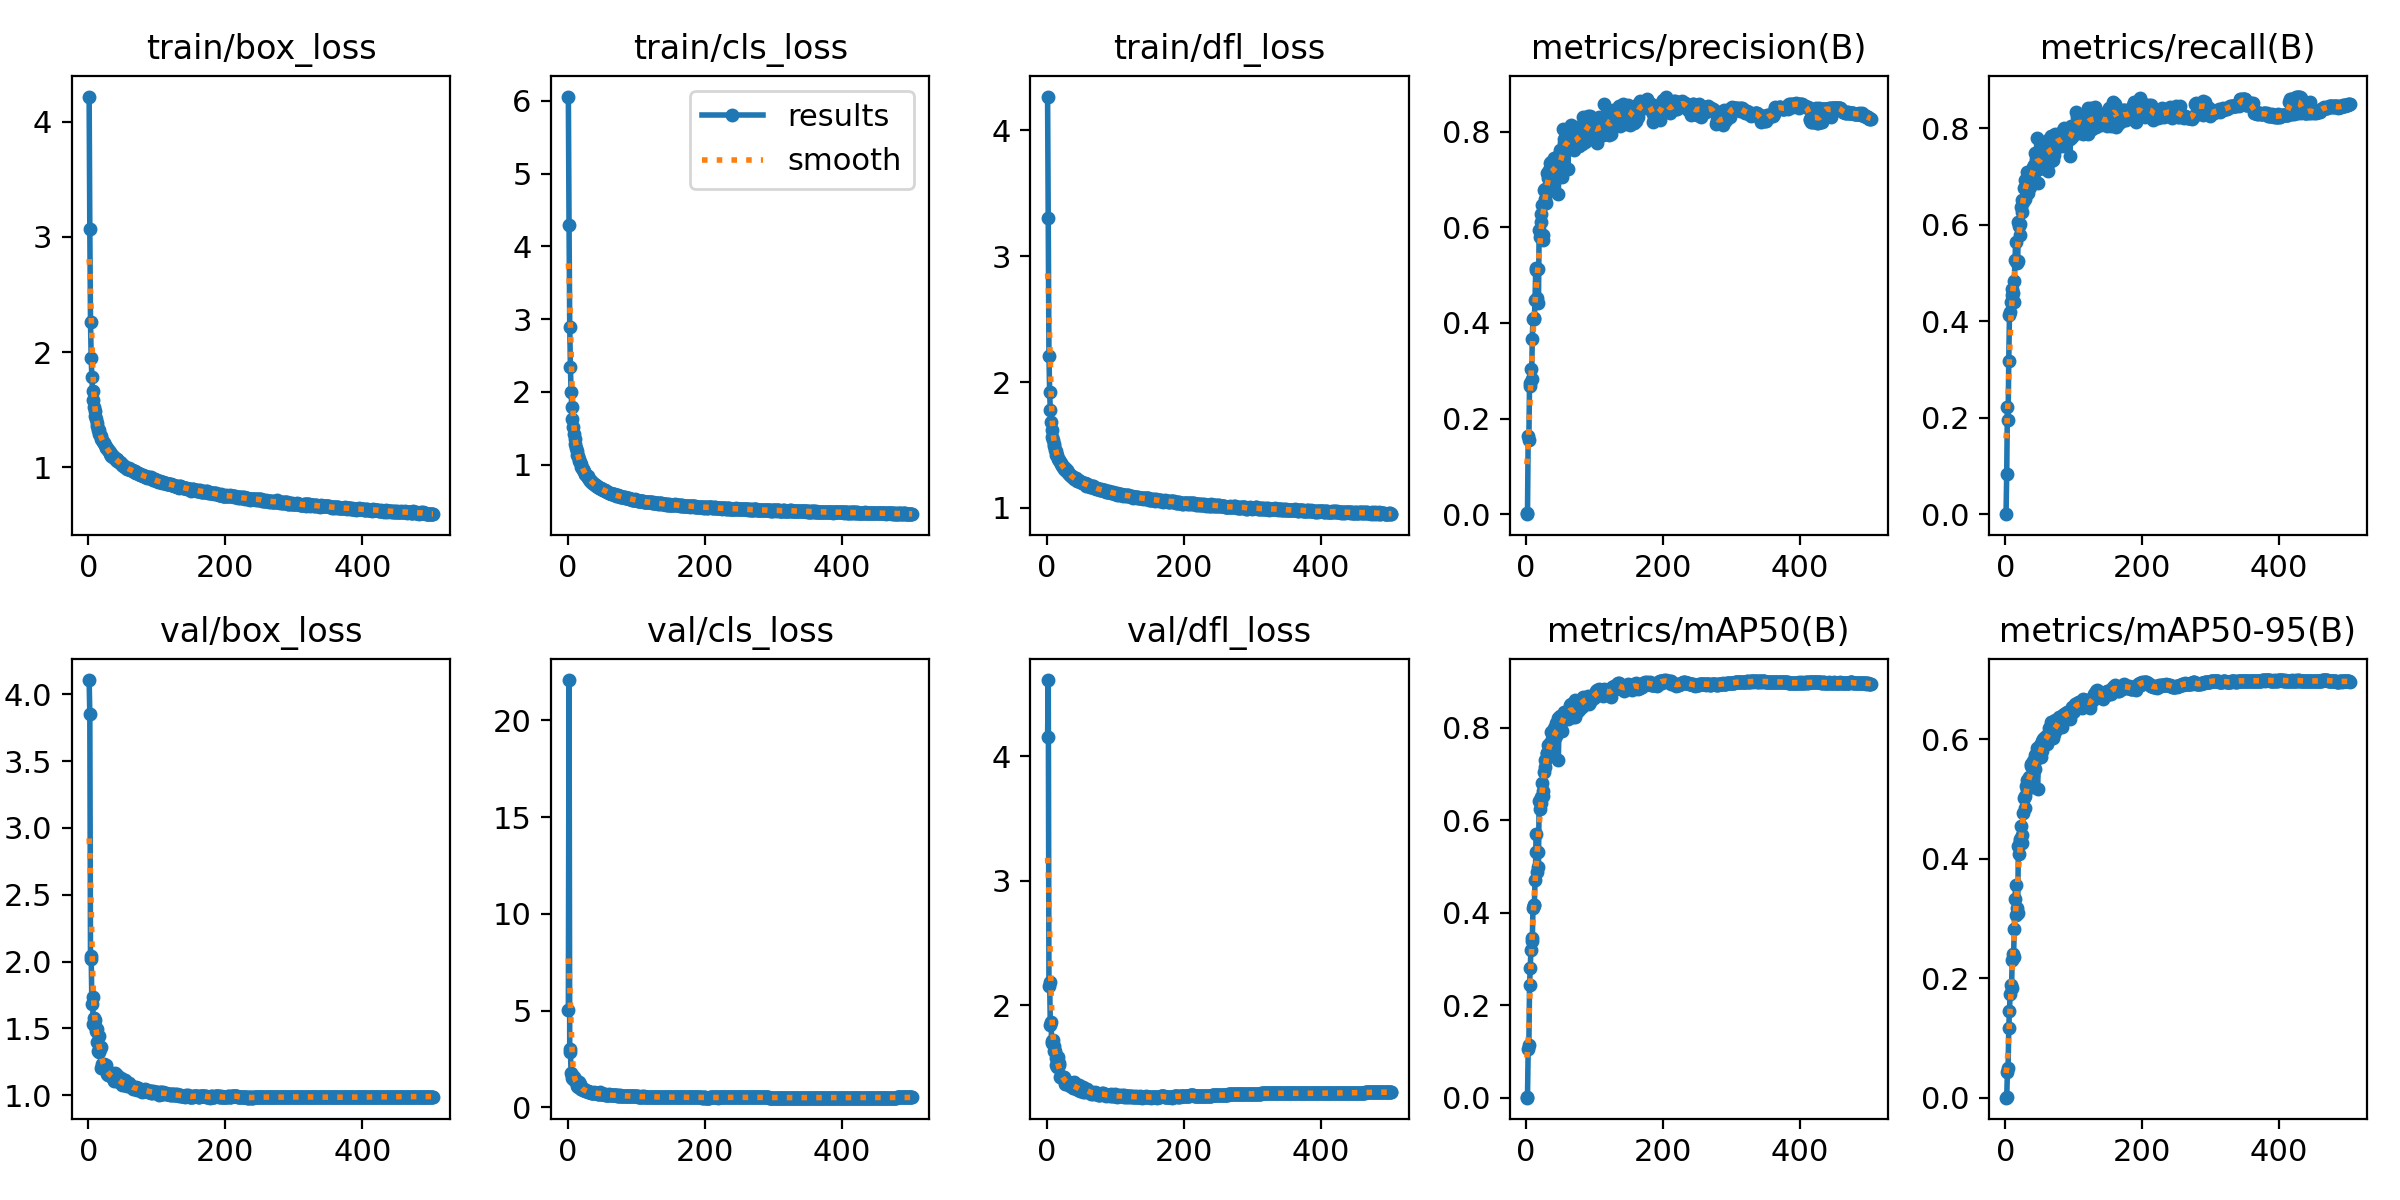 train/box_loss
train/cls_loss
train/dfl_loss
metrics/precision(B)
metrics/recall(B)
4
3
2
1
0 200 400
6
5
4
3
2
1
0 200 400
results
smooth
4
3
2
1
0 200 400
0.8
0.6
0.4
0.2
0.0
0 200 400
0.8
0.6
0.4
0.2
0.0
0 200 400
val/box_loss
val/cls_loss
val/dfl_loss
metrics/mAP50(B)
metrics/mAP50-95(B)
4.0
3.5
3.0
2.5
2.0
1.5
1.0
0 200 400
20
15
10
5
0
0 200 400
4
3
2
0 200 400
0.8
0.6
0.4
0.2
0.0
0 200 400
0.6
0.4
0.2
0.0
0 200 400